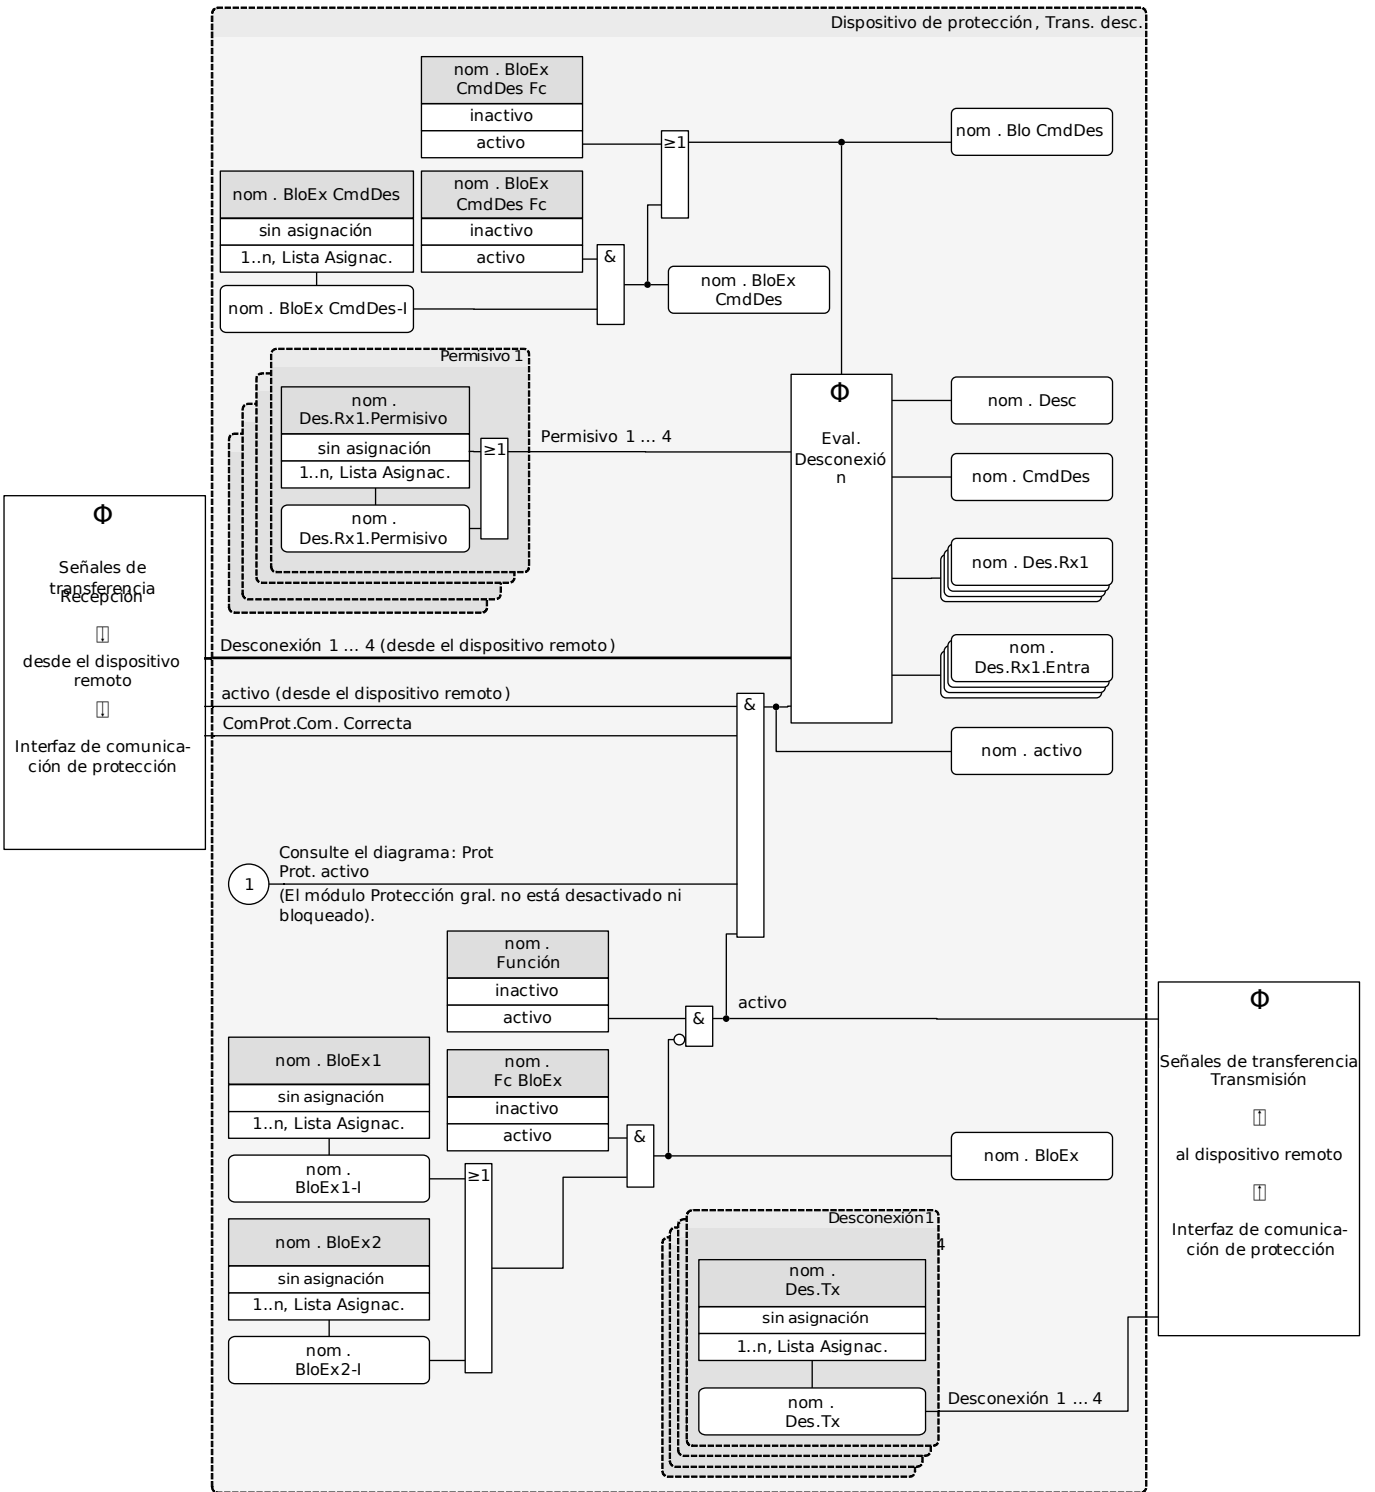 Dispositivo de protección, Trans. desc.
nom . BloEx
CmdDes Fc
inactivo
activo
≥1
nom . Blo CmdDes
nom . BloEx CmdDes
sin asignación
1..n, Lista Asignac.
nom . BloEx CmdDes-I
nom . BloEx
CmdDes Fc
inactivo
activo
&
nom . BloEx
CmdDes
Permisivo 1
nom .
Des.Rx1.Permisivo
sin asignación
1..n, Lista Asignac.
nom .
Des.Rx1.Permisivo
≥1
Permisivo 1 ... 4
Φ
Eval.
Desconexió
n
nom . Desc
nom . CmdDes
nom . Des.Rx1
nom .
Des.Rx1.Entra
nom . activo
Φ
Señales de
transferencia
Recepción
desde el dispositivo
remoto
Interfaz de comunica-
ción de protección
Desconexión 1 ... 4 (desde el dispositivo remoto)
activo (desde el dispositivo remoto)
ComProt.Com. Correcta
&
1
Consulte el diagrama: Prot
Prot. activo
(El módulo Protección gral. no está desactivado ni
bloqueado).
nom .
Función
inactivo
activo
&
activo
nom . BloEx1
sin asignación
1..n, Lista Asignac.
nom .
BloEx1-I
nom .
Fc BloEx
inactivo
activo
&
≥1
nom . BloEx
nom . BloEx2
sin asignación
1..n, Lista Asignac.
nom .
BloEx2-I
Desconexión1
4
nom .
Des.Tx
sin asignación
1..n, Lista Asignac.
nom .
Des.Tx
Desconexión 1 ... 4
Φ
Señales de transferencia
Transmisión
al dispositivo remoto
Interfaz de comunica-
ción de protección